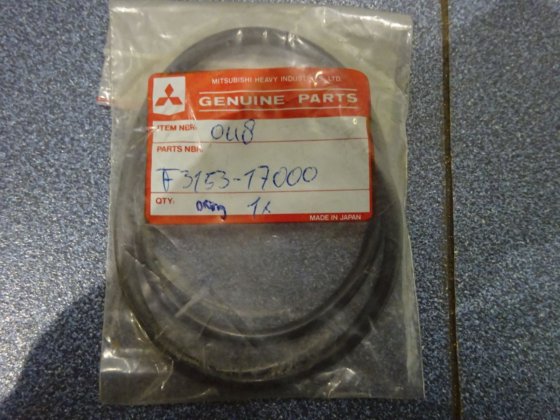 MITSUBISHI HEAVY INDUSTRIES, LTD.
GENUINE PARTS
ITEM NBR. 048
PARTS NBR.
F3153-17000
QTY. Oring 1x
MADE IN JAPAN